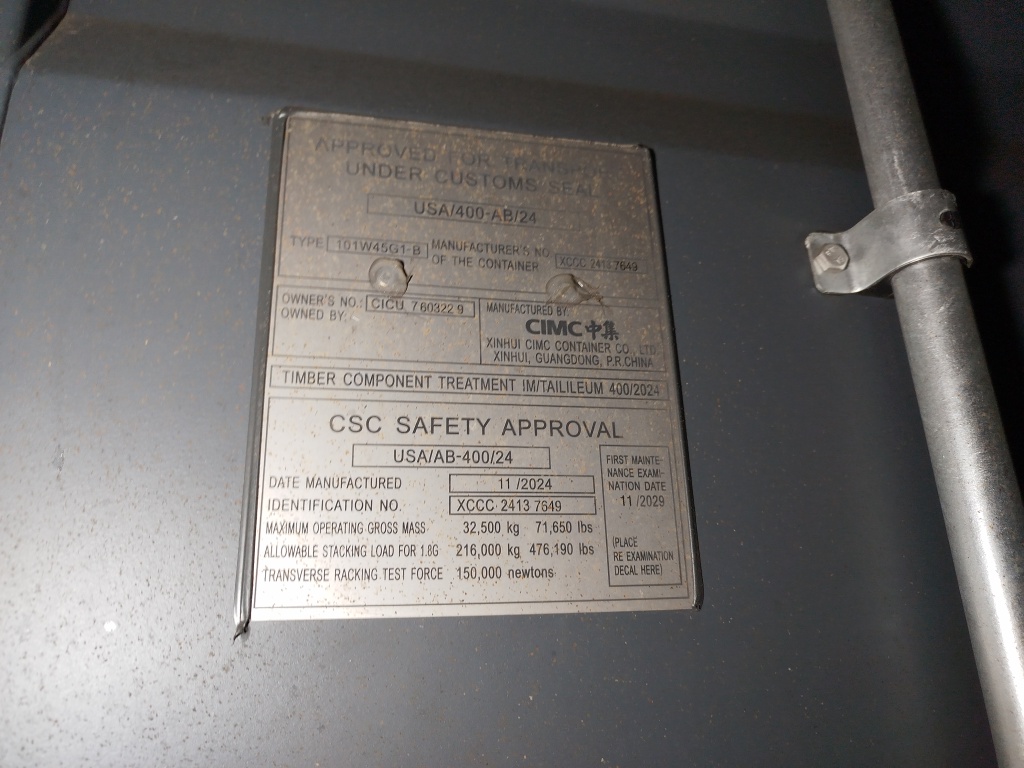 APPROVED FOR TRANSPORT
UNDER CUSTOMS SEAL
USA/400-AB/24
TYPE 101W45G1-B MANUFACTURER'S NO. OF THE CONTAINER XCCC 2413 7649
OWNER'S NO.: CICU 760322 9
OWNED BY:
MANUFACTURED BY:
CIMC中集
XINHUI CIMC CONTAINER CO., LTD
XINHUI, GUANGDONG, P.R.CHINA
TIMBER COMPONENT TREATMENT IM/TAILILEUM 400/2024
CSC SAFETY APPROVAL
USA/AB-400/24
DATE MANUFACTURED 11 /2024
IDENTIFICATION NO. XCCC 2413 7649
MAXIMUM OPERATING GROSS MASS 32,500 kg 71,650 lbs
ALLOWABLE STACKING LOAD FOR 1.8G 216,000 kg 476,190 lbs
TRANSVERSE RACKING TEST FORCE 150,000 newtons
FIRST MAINTE-
NANCE EXAMI-
NATION DATE
11 /2029
(PLACE
RE EXAMINATION
DECAL HERE)